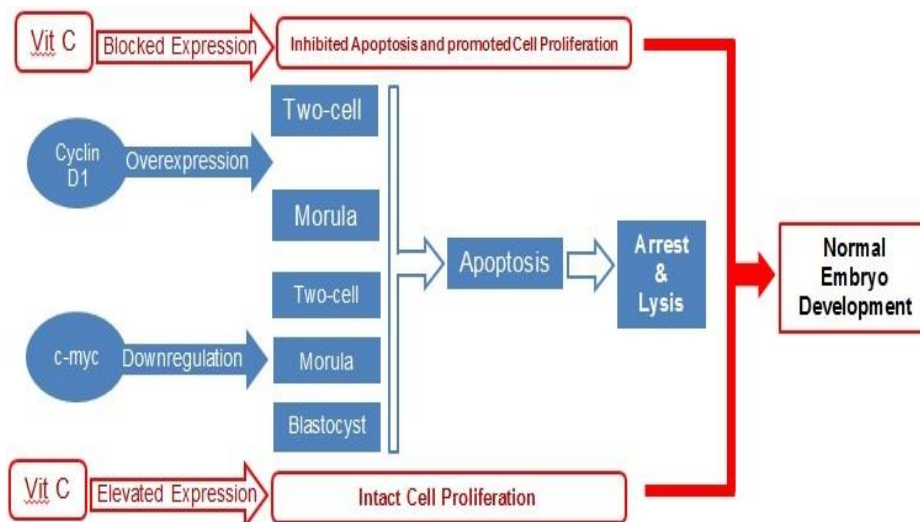 Vit C
Blocked Expression
Inhibited Apoptosis and promoted Cell Proliferation
Cyclin
D1
Overexpression
Two-cell
Morula
c-myc
Downregulation
Two-cell
Morula
Blastocyst
Apoptosis
Arrest
&
Lysis
Normal
Embryo
Development
Vit C
Elevated Expression
Intact Cell Proliferation